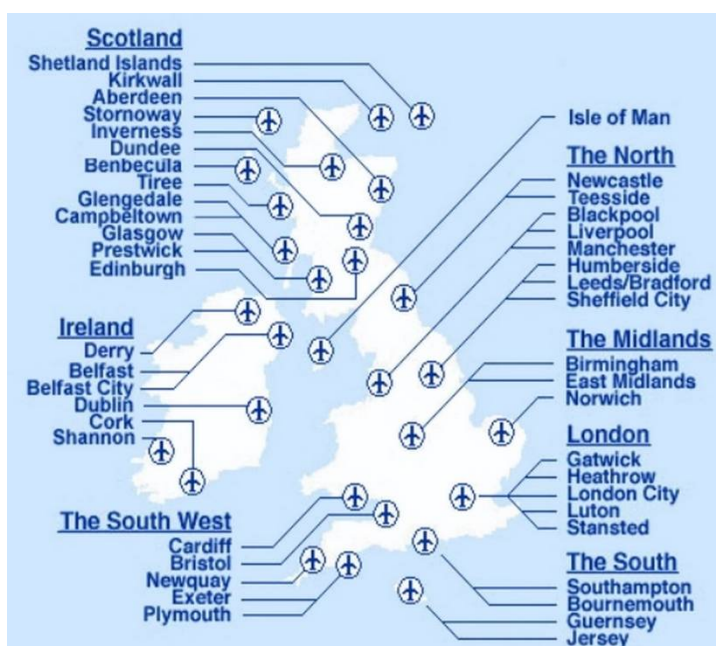 Scotland
Shetland Islands
Kirkwall
Aberdeen
Stornoway
Inverness
Dundee
Benbecula
Tiree
Glengedale
Campbeltown
Glasgow
Prestwick
Edinburgh
Ireland
Derry
Belfast
Belfast City
Dublin
Cork
Shannon
The South West
Cardiff
Bristol
Newquay
Exeter
Plymouth
Isle of Man
The North
Newcastle
Teesside
Blackpool
Liverpool
Manchester
Humberside
Leeds/Bradford
Sheffield City
The Midlands
Birmingham
East Midlands
Norwich
London
Gatwick
Heathrow
London City
Luton
Stansted
The South
Southampton
Bournemouth
Guernsey
Jersey